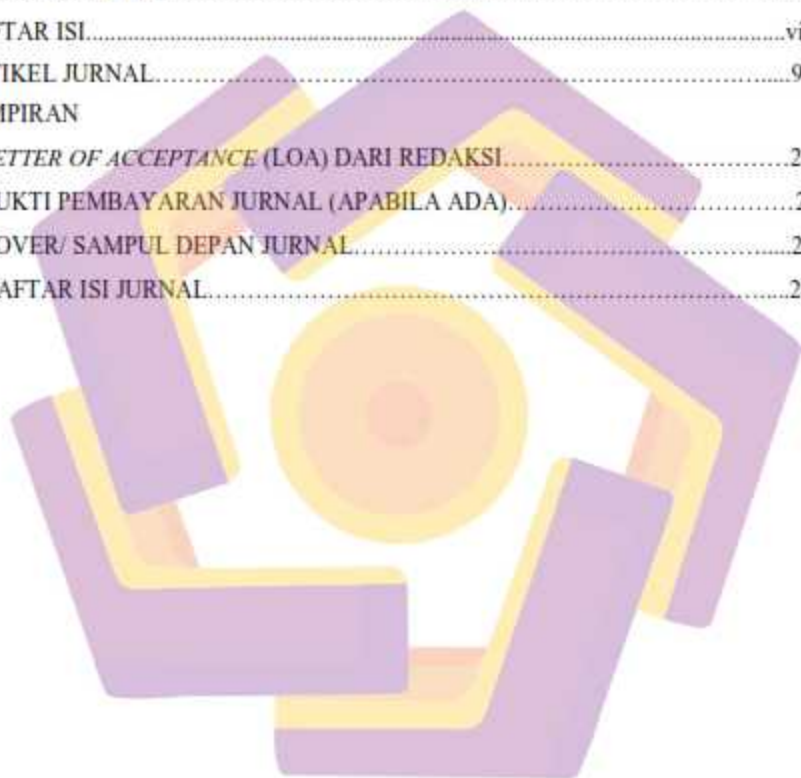 TAR ISI....................................................................................vi
IKEL JURNAL....................................................................................9
MPIRAN
ETTER OF ACCEPTANCE (LOA) DARI REDAKSI..............................................2
UKTI PEMBAYARAN JURNAL (APABILA ADA)..............................................2
OVER/ SAMPUL DEPAN JURNAL..............................................2
AFTAR ISI JURNAL..............................................2